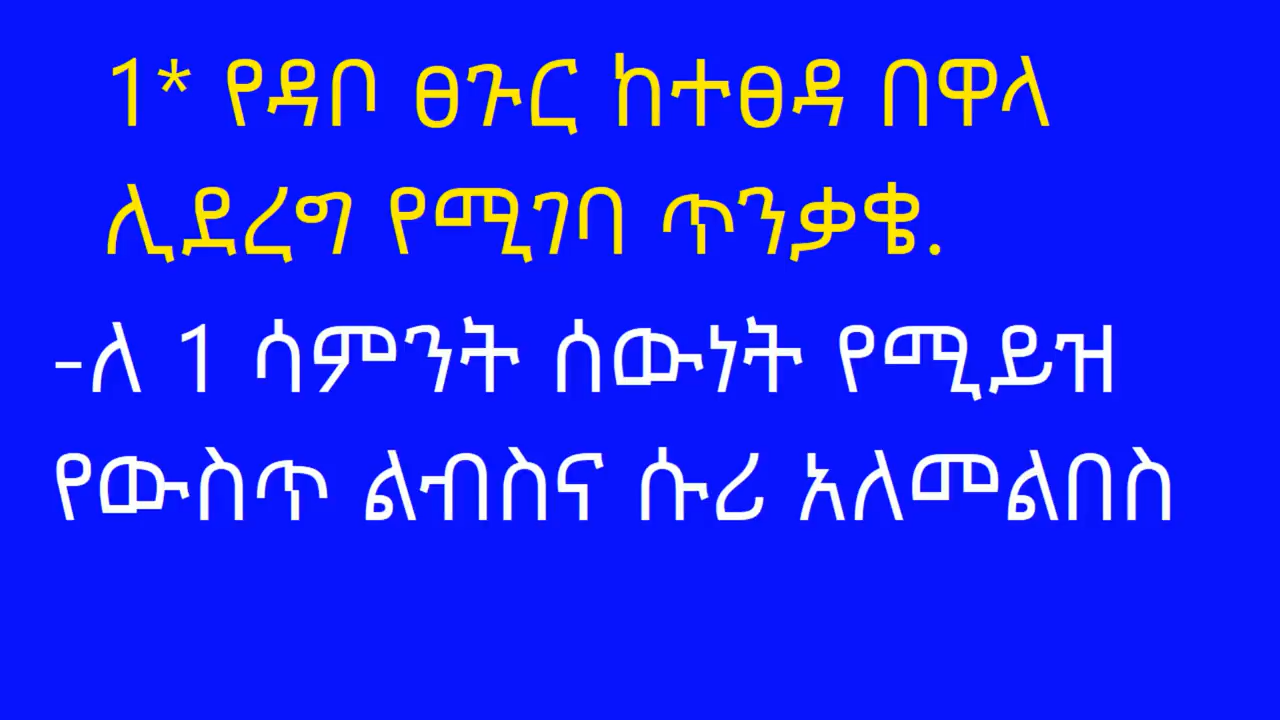 1* የዳቦ ፀጉር ከተፀዳ በዋላ
ሊደረግ የሚገባ ጥንቃቄ.
-ለ 1 ሳምንት ሰውነት የሚይዝ
የውስጥ ልብስና ሱሪ አለመልበስ